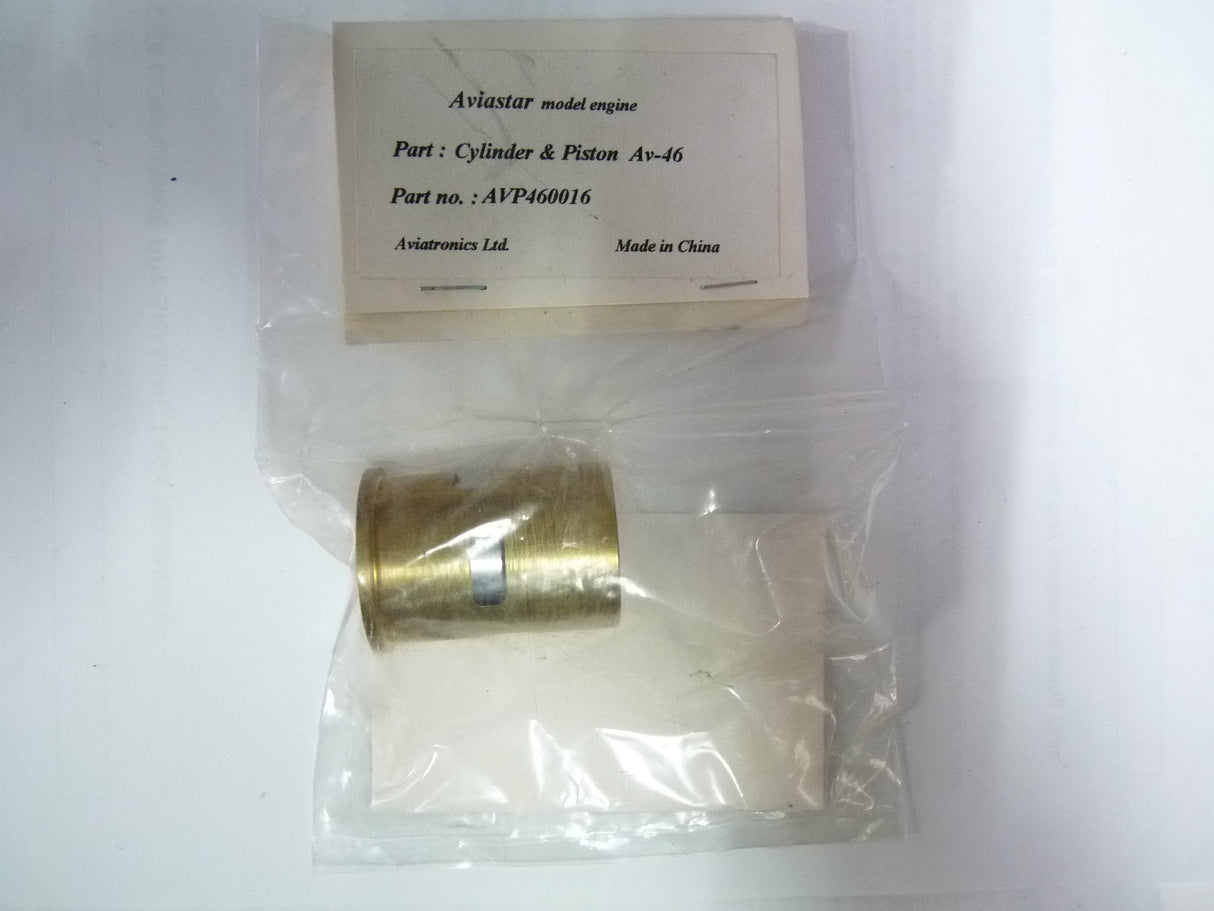 Aviastar model engine
Part : Cylinder & Piston Av-46
Part no. : AVP460016
Aviatronics Ltd. Made in China